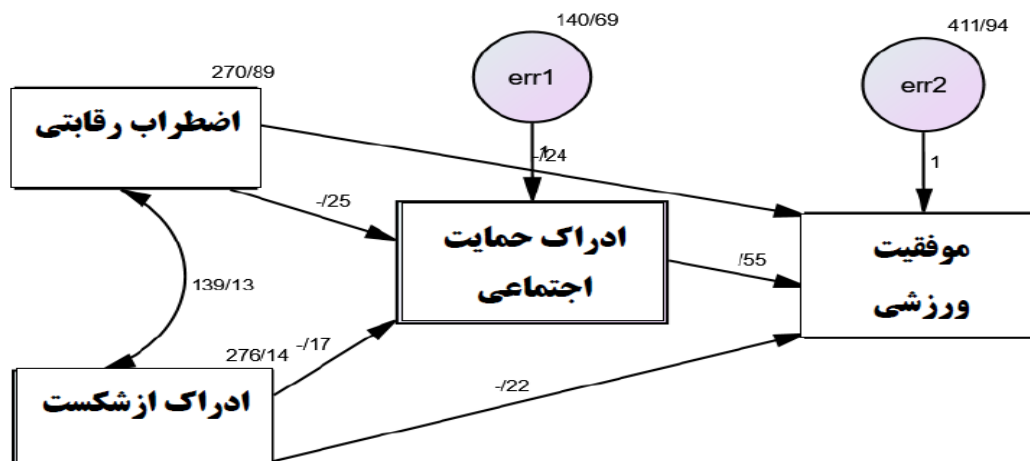 140/69
411/94
err1
err2
270/89
اضطراب رقابتی
1
-/24
1
-/25
ادراک حمایت
اجتماعی
/55
موفقیت
ورزشی
139/13
276/14
-/17
ادراک ازشکست
-/22